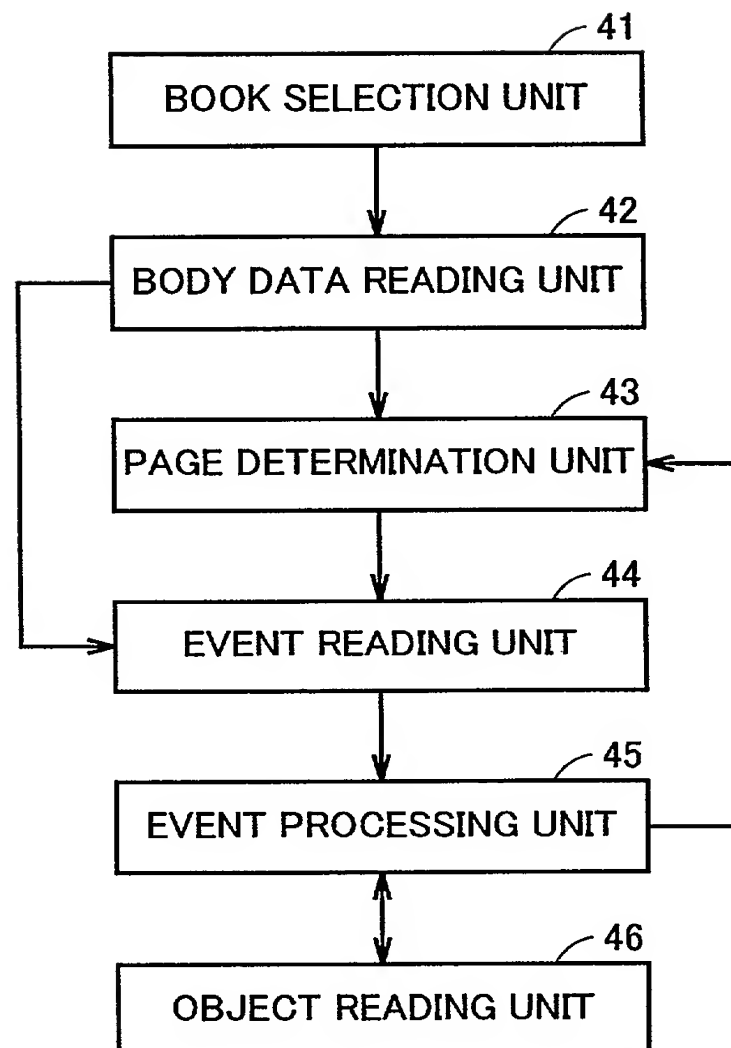 41
BOOK SELECTION UNIT
42
BODY DATA READING UNIT
43
PAGE DETERMINATION UNIT
44
EVENT READING UNIT
45
EVENT PROCESSING UNIT
46
OBJECT READING UNIT